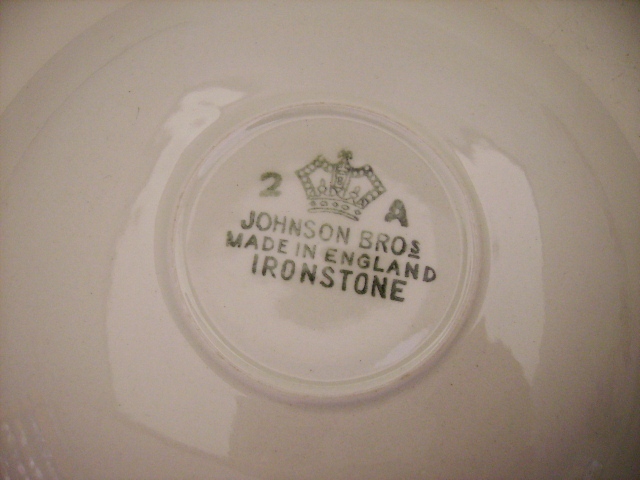 2 A
JOHNSON BROS
MADE IN ENGLAND
IRONSTONE